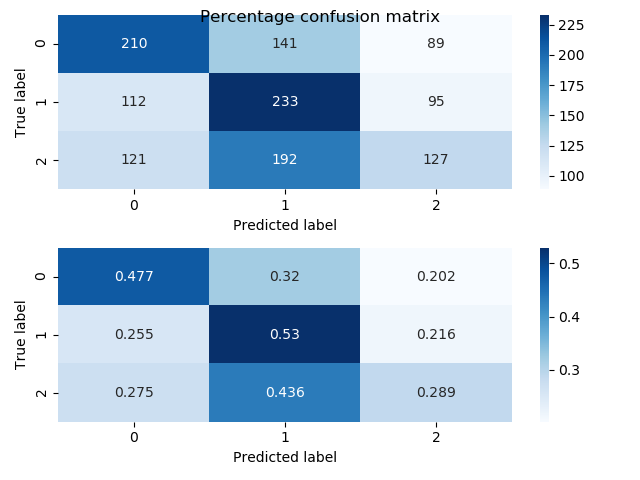 Percentage confusion matrix
0 210 141 89
1 112 233 95
2 121 192 127
0 1 2
Predicted label
True label
225
200
175
150
125
100
0 0.477 0.32 0.202
1 0.255 0.53 0.216
2 0.275 0.436 0.289
0 1 2
Predicted label
True label
0.5
0.4
0.3